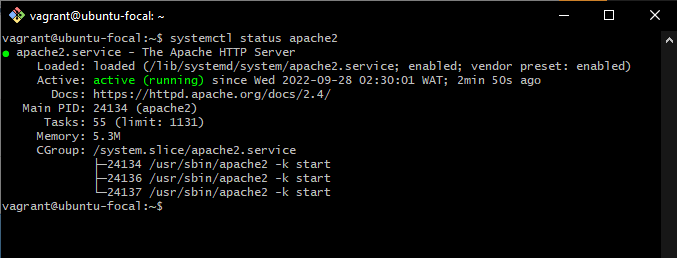 vagrant@ubuntu-focal: ~
vagrant@ubuntu-focal:~$ systemctl status apache2
● apache2.service - The Apache HTTP Server
     Loaded: loaded (/lib/systemd/system/apache2.service; enabled; vendor preset: enabled)
     Active: active (running) since Wed 2022-09-28 02:30:01 WAT; 2min 50s ago
       Docs: https://httpd.apache.org/docs/2.4/
   Main PID: 24134 (apache2)
      Tasks: 55 (limit: 1131)
     Memory: 5.3M
     CGroup: /system.slice/apache2.service
             ├─24134 /usr/sbin/apache2 -k start
             ├─24136 /usr/sbin/apache2 -k start
             └─24137 /usr/sbin/apache2 -k start
vagrant@ubuntu-focal:~$